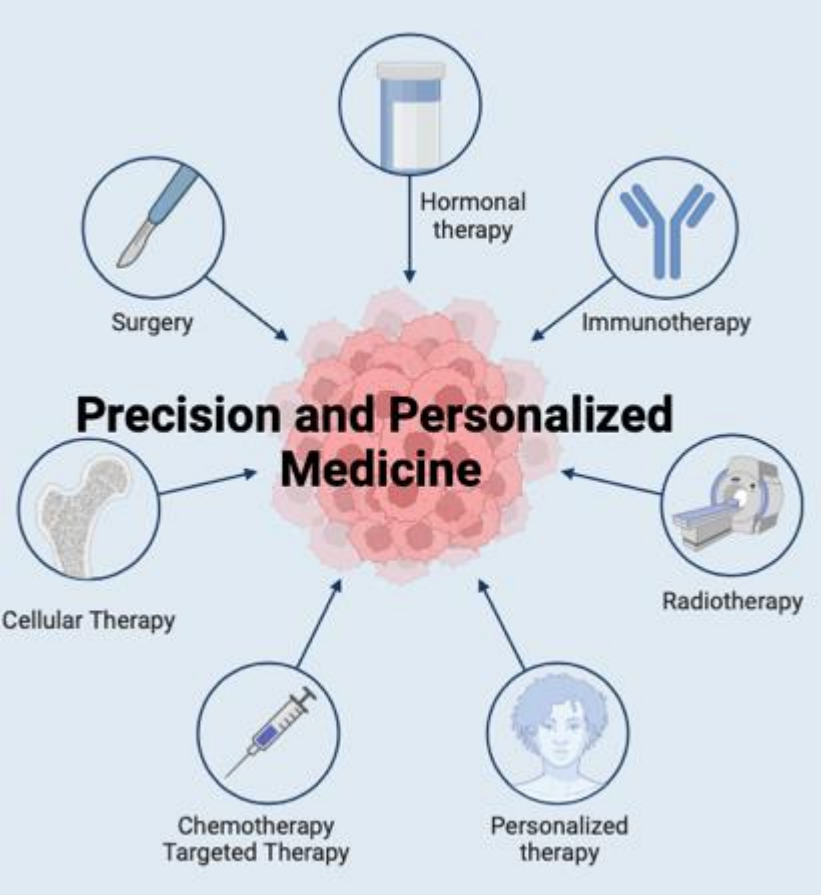 Hormonal
therapy
Surgery
Immunotherapy
Precision and Personalized
Medicine
Cellular Therapy
Radiotherapy
Chemotherapy
Targeted Therapy
Personalized
therapy